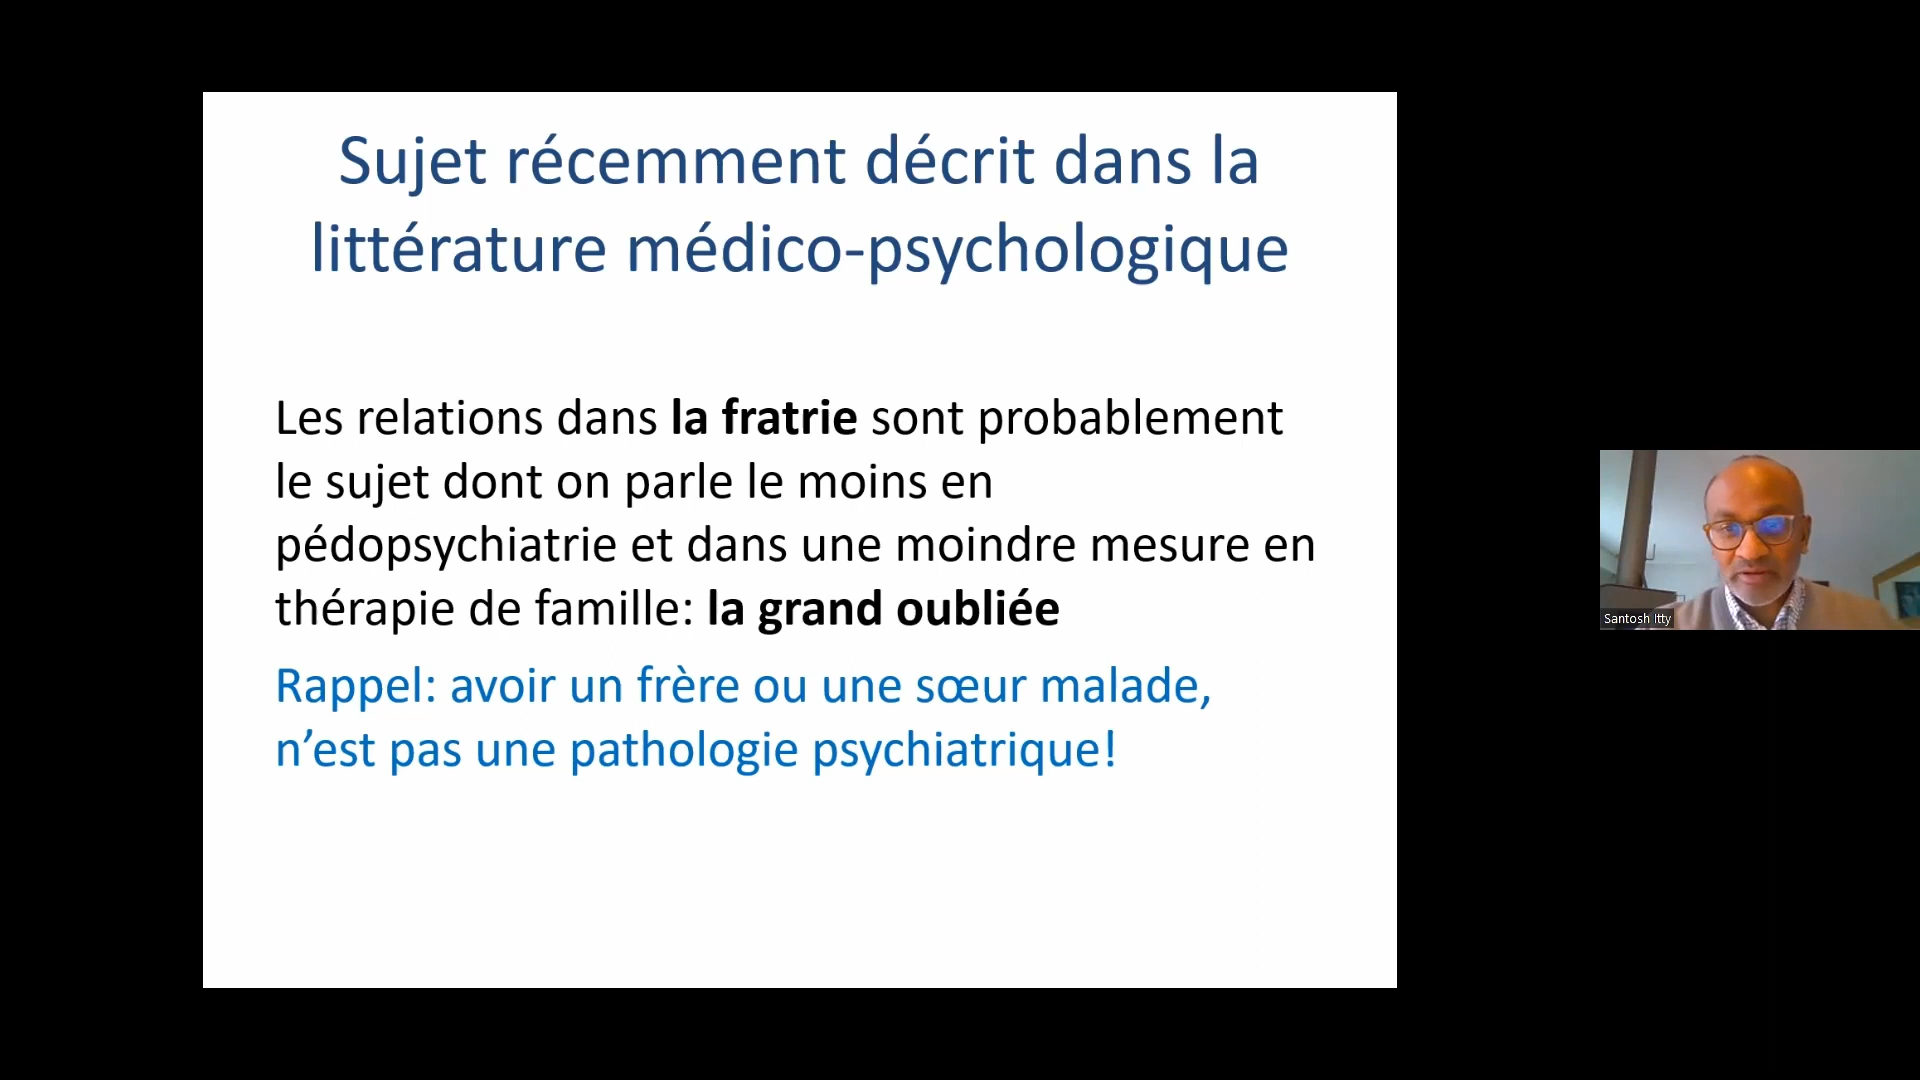 Sujet récemment décrit dans la
littérature médico-psychologique
Les relations dans la fratrie sont probablement
le sujet dont on parle le moins en
pédopsychiatrie et dans une moindre mesure en
thérapie de famille: la grand oubliée
Rappel: avoir un frère ou une sœur malade,
n’est pas une pathologie psychiatrique!
Santosh Itty